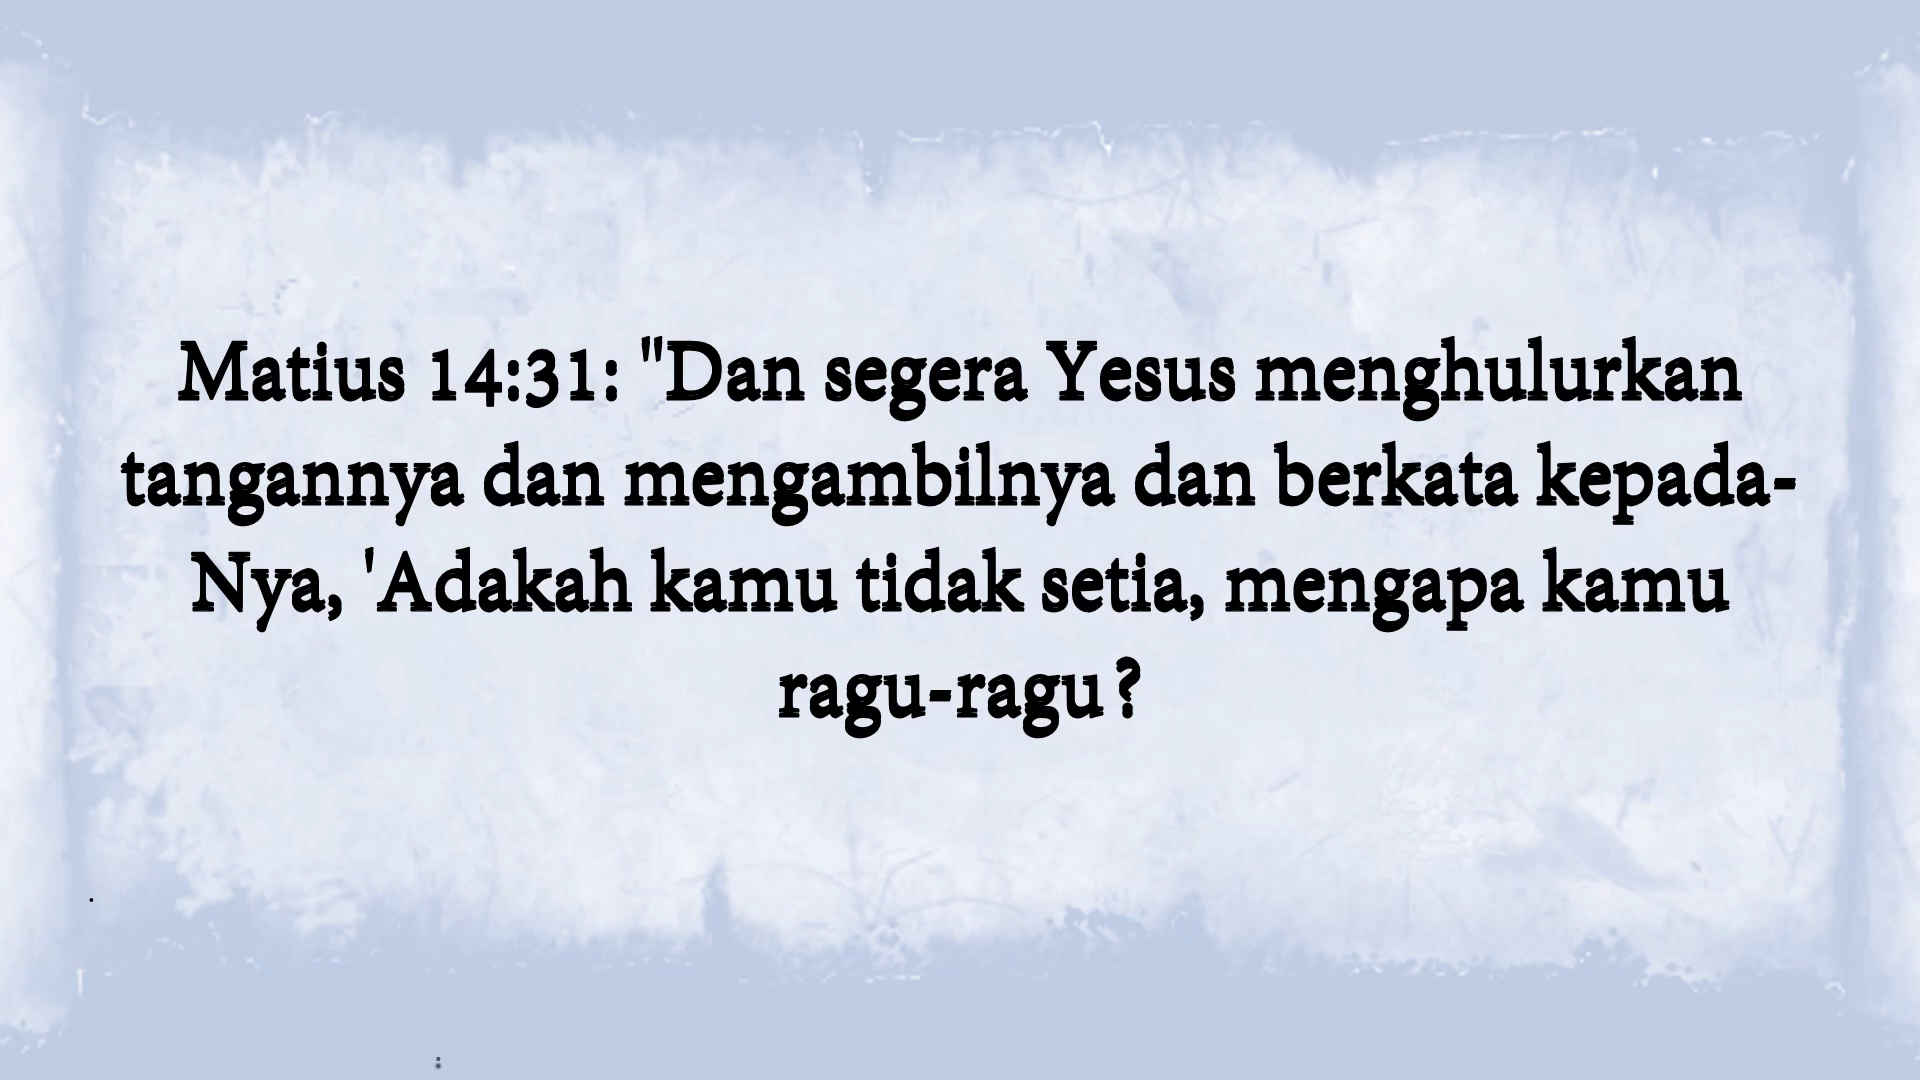 Matius 14:31: "Dan segera Yesus menghulurkan
tangannya dan mengambilnya dan berkata kepada-
Nya, 'Adakah kamu tidak setia, mengapa kamu
ragu-ragu?